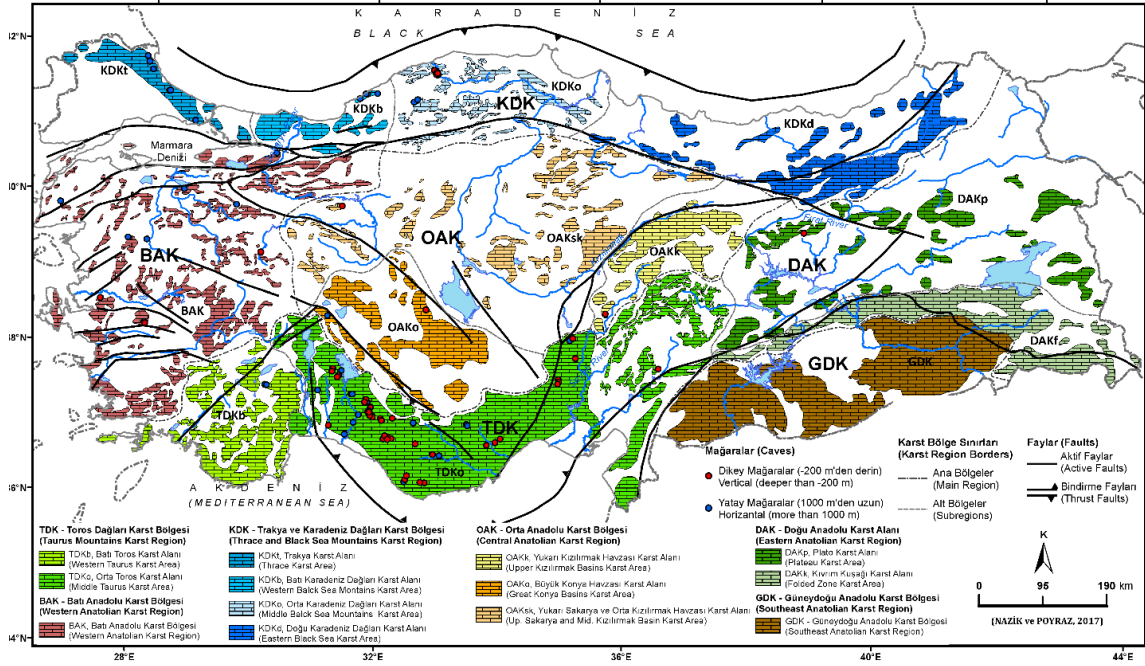 K A R A D E N İ Z
B L A C K S E A
42°N
KDKt
KDKb
KDKo
KDK
KDKd
Marmara
Denizi
40°N
BAK
BAK
OAK
OAKsk
OAKk
OAKo
Fırat River
DAKp
DAK
38°N
DAKf
GDK
GDK
River
TDKb
TDK
TDKo
A K D E N İ Z
(MEDITERRANEAN SEA)
36°N
34°N
Mağaralar (Caves)
Dikey Mağaralar (-200 m'den derin)
Vertical (deeper than -200 m)
Yatay Mağaralar (1000 m'den uzun)
Horizantal (more than 1000 m)
Karst Bölge Sınırları
(Karst Region Borders)
Ana Bölgeler
(Main Region)
Alt Bölgeler
(Subregions)
Faylar (Faults)
Aktif Faylar
(Active Faults)
Bindirme Fayları
(Thrust Faults)
TDK - Toros Dağları Karst Bölgesi
(Taurus Mountains Karst Region)
TDKb, Batı Toros Karst Alanı
(Western Taurus Karst Area)
TDKo, Orta Toros Karst Alanı
(Middle Taurus Karst Area)
BAK - Batı Anadolu Karst Bölgesi
(Western Anatolian Karst Region)
BAK, Batı Anadolu Karst Bölgesi
(Western Anatolian Karst Region)
KDK - Trakya ve Karadeniz Dağları Karst Bölgesi
(Thrace and Black Sea Mountains Karst Region)
KDKt, Trakya Karst Alanı
(Thrace Karst Area)
KDKb, Batı Karadeniz Dağları Karst Alanı
(Western Balck Sea Montains Karst Area)
KDKo, Orta Karadeniz Dağları Karst Alanı
(Middle Balck Sea Mountains Karst Area)
KDKd, Doğu Karadeniz Dağları Karst Alanı
(Eastern Black Sea Mountains Karst Area)
OAK - Orta Anadolu Karst Bölgesi
(Central Anatolian Karst Region)
OAKk, Yukarı Kızılırmak Havzası Karst Alanı
(Upper Kızılırmak Basins Karst Area)
OAKo, Büyük Konya Havzası Karst Alanı
(Great Konya Basins Karst Area)
OAKsk, Yukarı Sakarya ve Orta Kızılırmak Havzası Karst Alanı
(Up. Sakarya and Mid. Kızılırmak Basin Karst Area)
DAK - Doğu Anadolu Karst Alanı
(Eastern Anatolian Karst Region)
DAKp, Plato Karst Alanı
(Plateau Karst Area)
DAKk, Kıvrım Kuşağı Karst Alanı
(Folded Zone Karst Area)
GDK - Güneydoğu Anadolu Karst Bölgesi
(Southeast Anatolian Karst Region)
GDK - Güneydoğu Anadolu Karst Bölgesi
(Southeast Anatolian Karst Region)
K
0 95 190 km
(NAZİK ve POYRAZ, 2017)
28°E 32°E 36°E 40°E 44°E